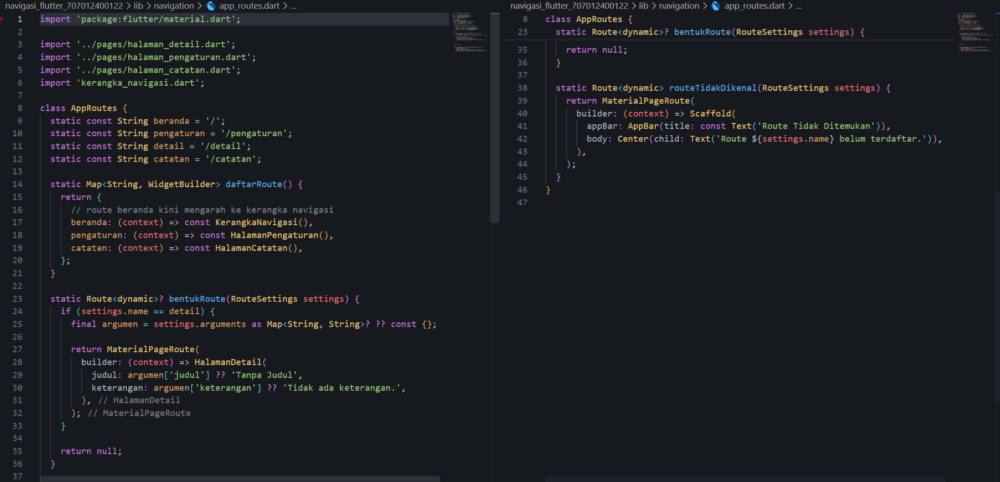 navigasi_flutter_707012400122 > lib > navigation > app_routes.dart > ...
1 import 'package:flutter/material.dart';
2
3 import '../pages/halaman_detail.dart';
4 import '../pages/halaman_pengaturan.dart';
5 import '../pages/halaman_catatan.dart';
6 import 'kerangka_navigasi.dart';
7
8 class AppRoutes {
9   static const String beranda = '/';
10   static const String pengaturan = '/pengaturan';
11   static const String detail = '/detail';
12   static const String catatan = '/catatan';
13
14   static Map<String, WidgetBuilder> daftarRoute() {
15     return {
16       // route beranda kini mengarah ke kerangka navigasi
17       beranda: (context) => const KerangkaNavigasi(),
18       pengaturan: (context) => const HalamanPengaturan(),
19       catatan: (context) => const HalamanCatatan(),
20     };
21   }
22
23   static Route<dynamic>? bentukRoute(RouteSettings settings) {
24     if (settings.name == detail) {
25       final argumen = settings.arguments as Map<String, String>? ?? const {};
26
27       return MaterialPageRoute(
28         builder: (context) => HalamanDetail(
29           judul: argumen['judul'] ?? 'Tanpa Judul',
30           keterangan: argumen['keterangan'] ?? 'Tidak ada keterangan.',
31         ), // HalamanDetail
32       ); // MaterialPageRoute
33     }
34
35     return null;
36   }
37
navigasi_flutter_707012400122 > lib > navigation > app_routes.dart > ...
8 class AppRoutes {
23   static Route<dynamic>? bentukRoute(RouteSettings settings) {
35     return null;
36   }
37
38   static Route<dynamic> routeTidakDikenal(RouteSettings settings) {
39     return MaterialPageRoute(
40       builder: (context) => Scaffold(
41         appBar: AppBar(title: const Text('Route Tidak Ditemukan')),
42         body: Center(child: Text('Route ${settings.name} belum terdaftar.')),
43       ),
44     );
45   }
46 }
47